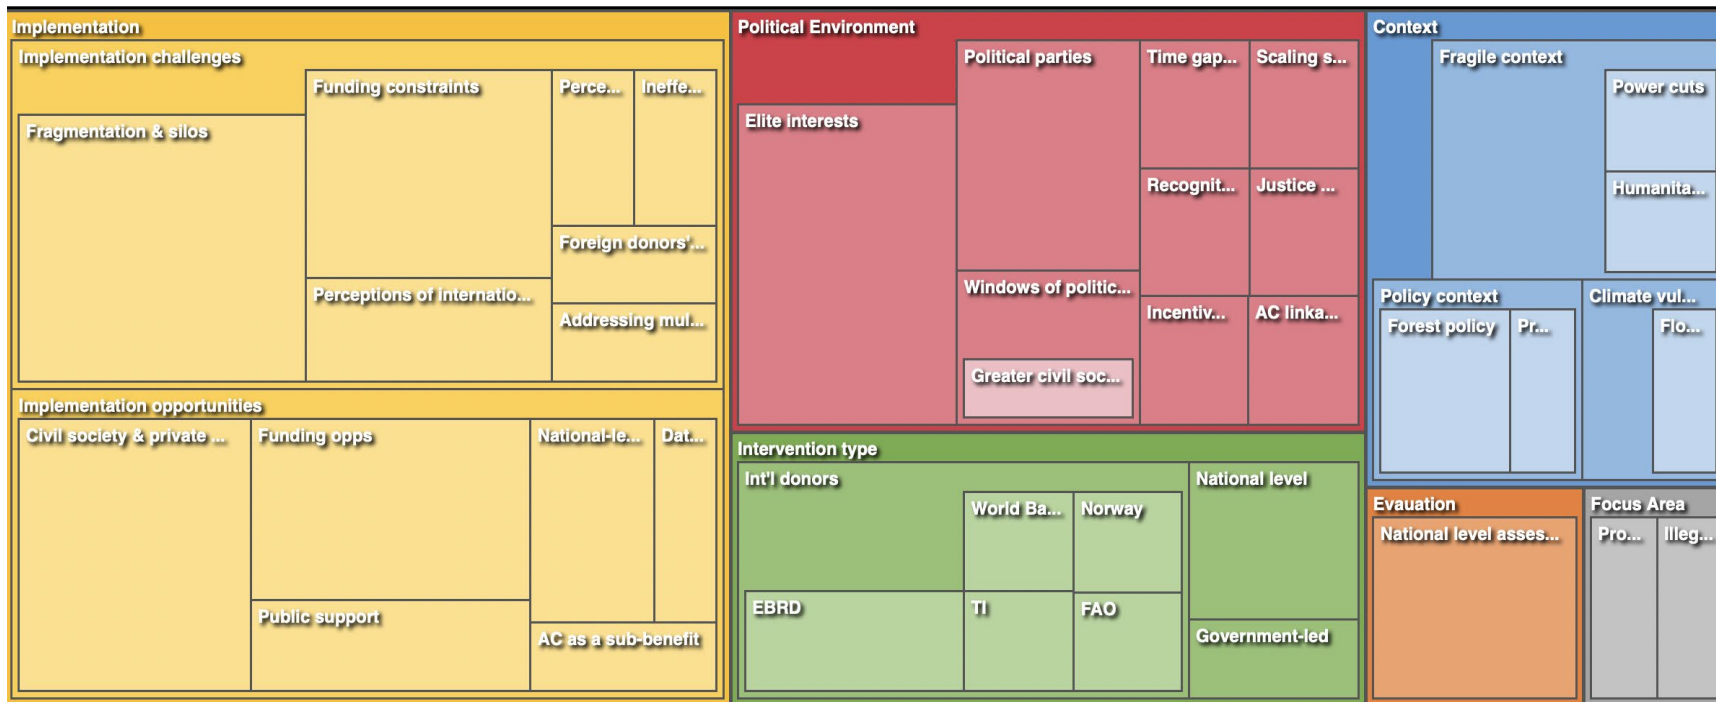 Implementation
Implementation challenges
Fragmentation & silos
Funding constraints
Perce...
Ineffe...
Foreign donors'...
Perceptions of internatio...
Addressing mul...
Implementation opportunities
Civil society & private ...
Funding opps
National-le...
Dat...
Public support
AC as a sub-benefit
Political Environment
Elite interests
Political parties
Time gap...
Scaling s...
Recognit...
Justice ...
Windows of politic...
Greater civil soc...
Incentiv...
AC linka...
Intervention type
Int'l donors
World Ba...
Norway
EBRD
TI
FAO
National level
Government-led
Context
Fragile context
Power cuts
Humanita...
Policy context
Forest policy
Pr...
Climate vul...
Flo...
Evauation
National level asses...
Focus Area
Pro...
Illeg...